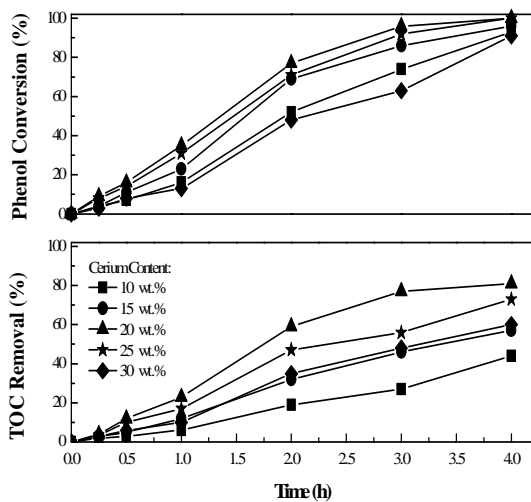 Phenol Conversion (%)
100
80
60
40
20
0
TOC Removal (%)
100
80
60
40
20
0
Cerium Content:
10 wt.%
15 wt.%
20 wt.%
25 wt.%
30 wt.%
0.0 0.5 1.0 1.5 2.0 2.5 3.0 3.5 4.0
Time (h)